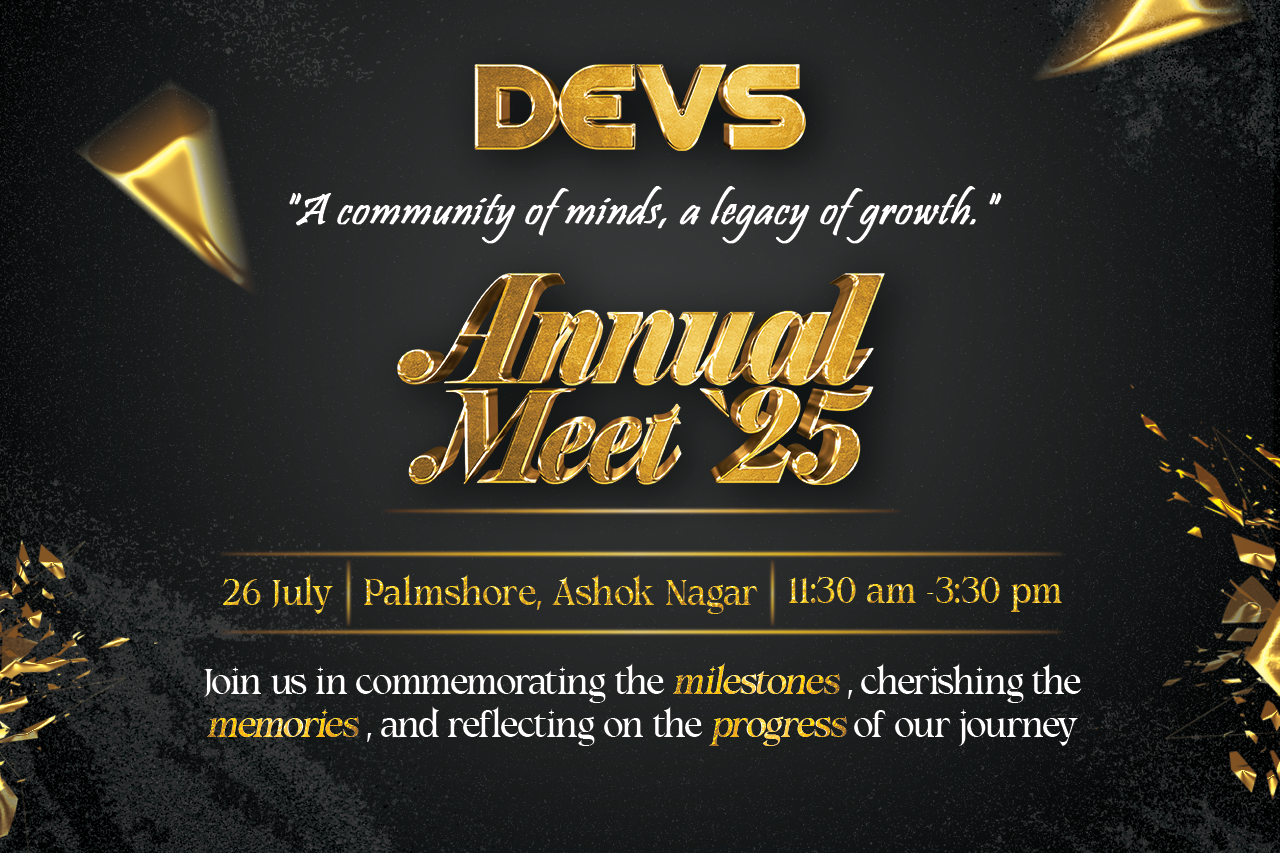 DEVS
"A community of minds, a legacy of growth."
Annual
Meet `25
26 July | Palmshore, Ashok Nagar | 11:30 am -3:30 pm
Join us in commemorating the milestones , cherishing the
memories , and reflecting on the progress of our journey